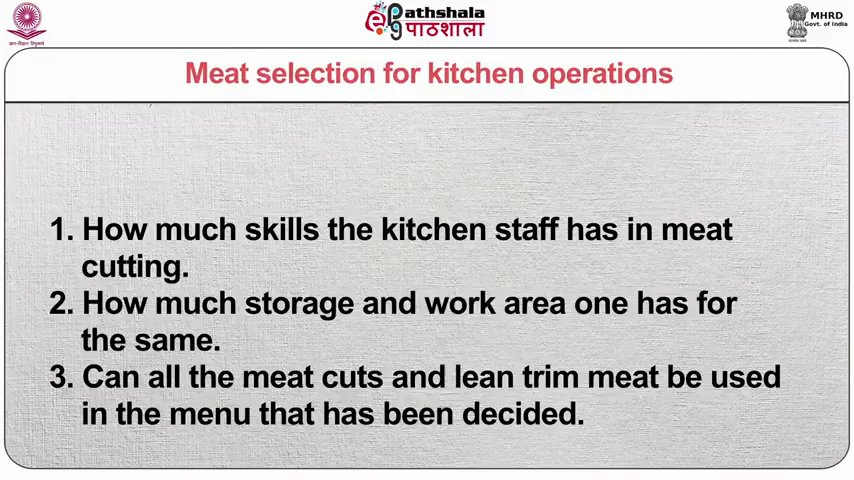 Pathshala
पाठशाला
MHRD
Govt. of India
Meat selection for kitchen operations
1. How much skills the kitchen staff has in meat
cutting.
2. How much storage and work area one has for
the same.
3. Can all the meat cuts and lean trim meat be used
in the menu that has been decided.